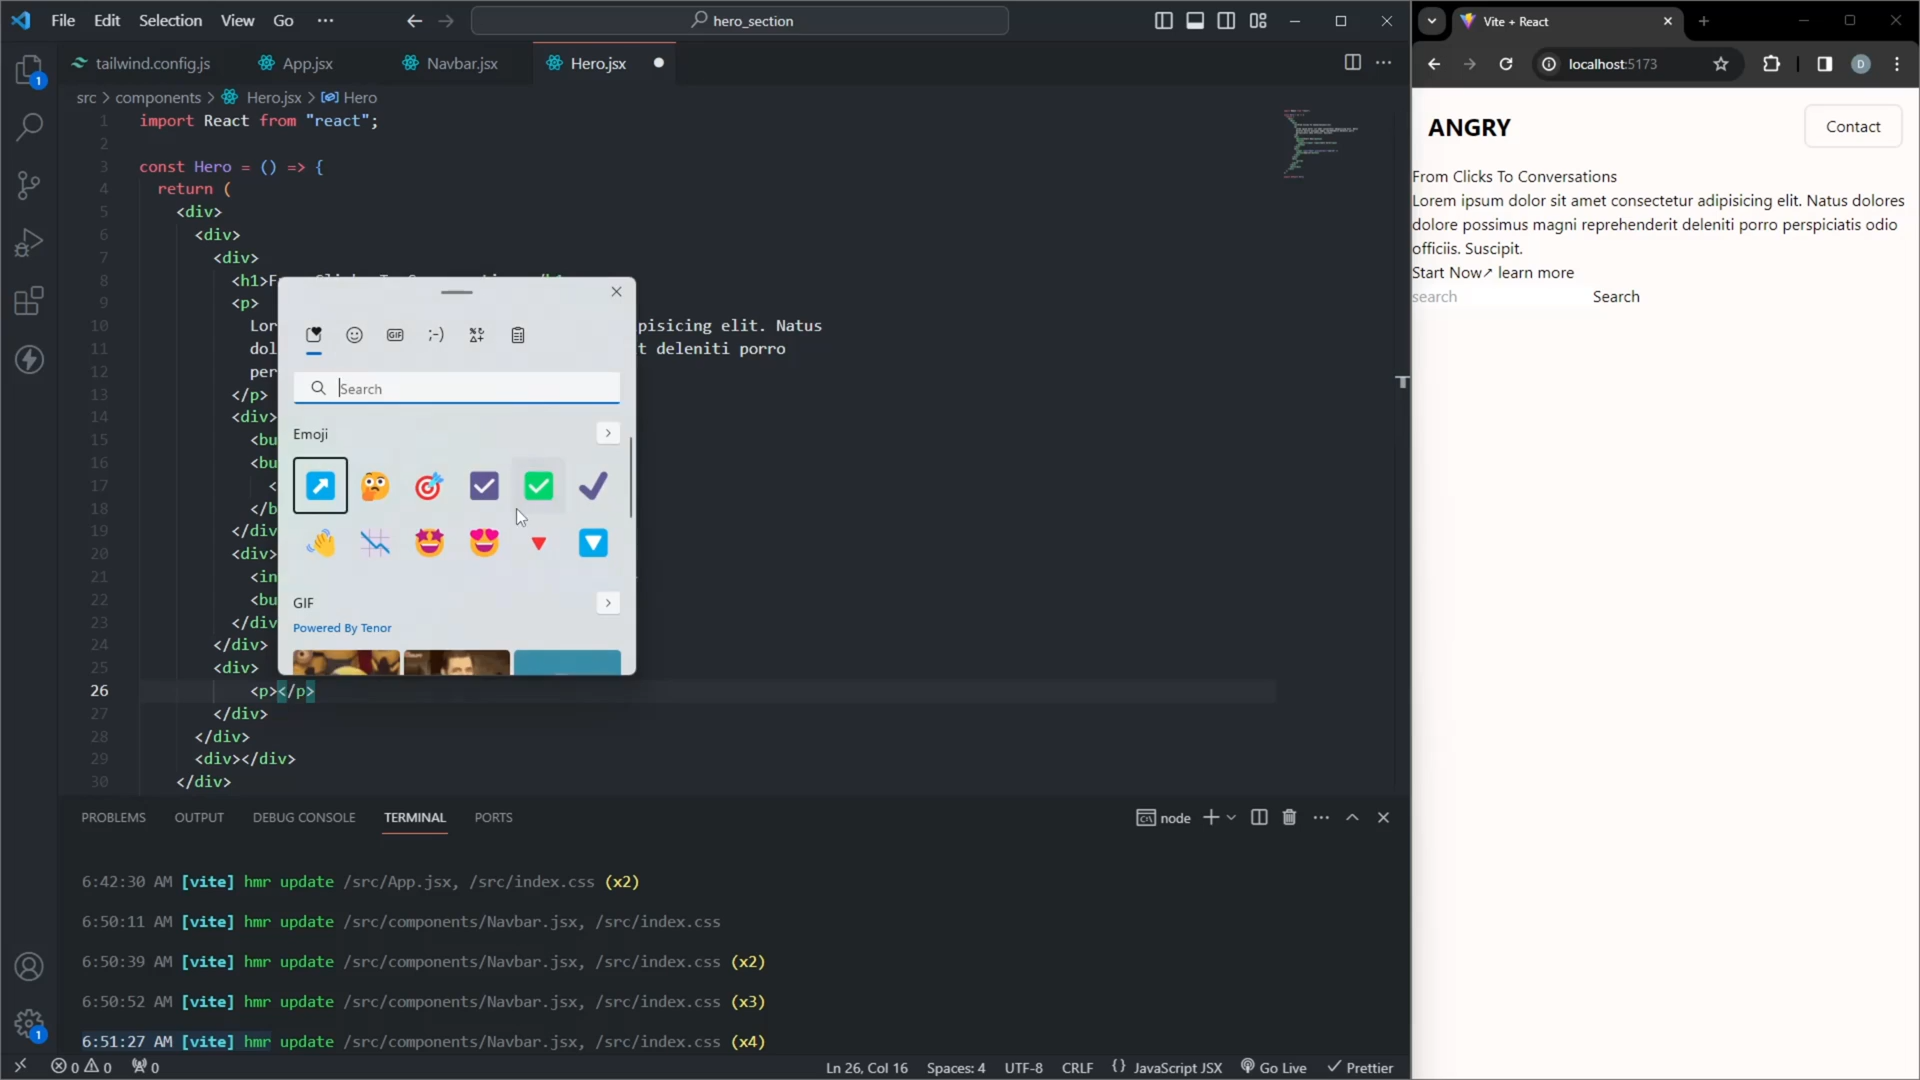 File Edit Selection View Go ··· hero_section
tailwind.config.js App.jsx Navbar.jsx Hero.jsx
src > components > Hero.jsx > Hero
1 import React from "react";
2
3 const Hero = () => {
4 return (
5 <div>
6 <div>
7 <div>
8 <h1>F
9 <p>
10 Lor pisicing elit. Natus
11 dol t deleniti porro
12 per
13 </p>
14 <div>
15 <bu
16 <bu
17 <
18 </b
19 </div
20 <div>
21 <in
22 <bu
23 </div
24 </div>
25 <div>
26 <p></p>
27 </div>
28 </div>
29 <div></div>
30 </div>
GIF ;-)
Search
Emoji
GIF
Powered By Tenor
PROBLEMS OUTPUT DEBUG CONSOLE TERMINAL PORTS node
6:42:30 AM [vite] hmr update /src/App.jsx, /src/index.css (x2)
6:50:11 AM [vite] hmr update /src/components/Navbar.jsx, /src/index.css
6:50:39 AM [vite] hmr update /src/components/Navbar.jsx, /src/index.css (x2)
6:50:52 AM [vite] hmr update /src/components/Navbar.jsx, /src/index.css (x3)
6:51:27 AM [vite] hmr update /src/components/Navbar.jsx, /src/index.css (x4)
1
1
0 0 0 Ln 26, Col 16 Spaces: 4 UTF-8 CRLF {} JavaScript JSX Go Live Prettier
Vite + React
localhost:5173 D
ANGRY Contact
From Clicks To Conversations
Lorem ipsum dolor sit amet consectetur adipisicing elit. Natus dolores
dolore possimus magni reprehenderit deleniti porro perspiciatis odio
officiis. Suscipit.
Start Now↗ learn more
search Search